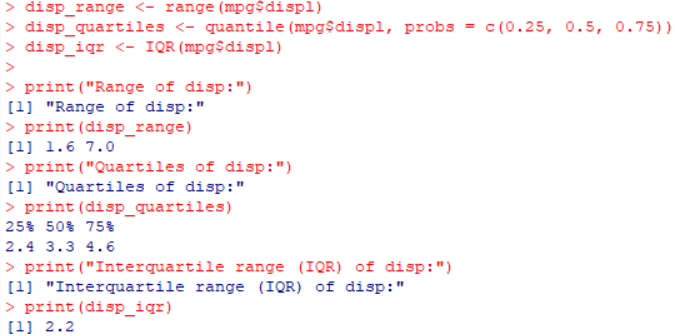 > disp_range <- range(mpg$displ)
> disp_quartiles <- quantile(mpg$displ, probs = c(0.25, 0.5, 0.75))
> disp_iqr <- IQR(mpg$displ)
>
> print("Range of disp:")
[1] "Range of disp:"
> print(disp_range)
[1] 1.6 7.0
> print("Quartiles of disp:")
[1] "Quartiles of disp:"
> print(disp_quartiles)
25% 50% 75%
2.4 3.3 4.6
> print("Interquartile range (IQR) of disp:")
[1] "Interquartile range (IQR) of disp:"
> print(disp_iqr)
[1] 2.2